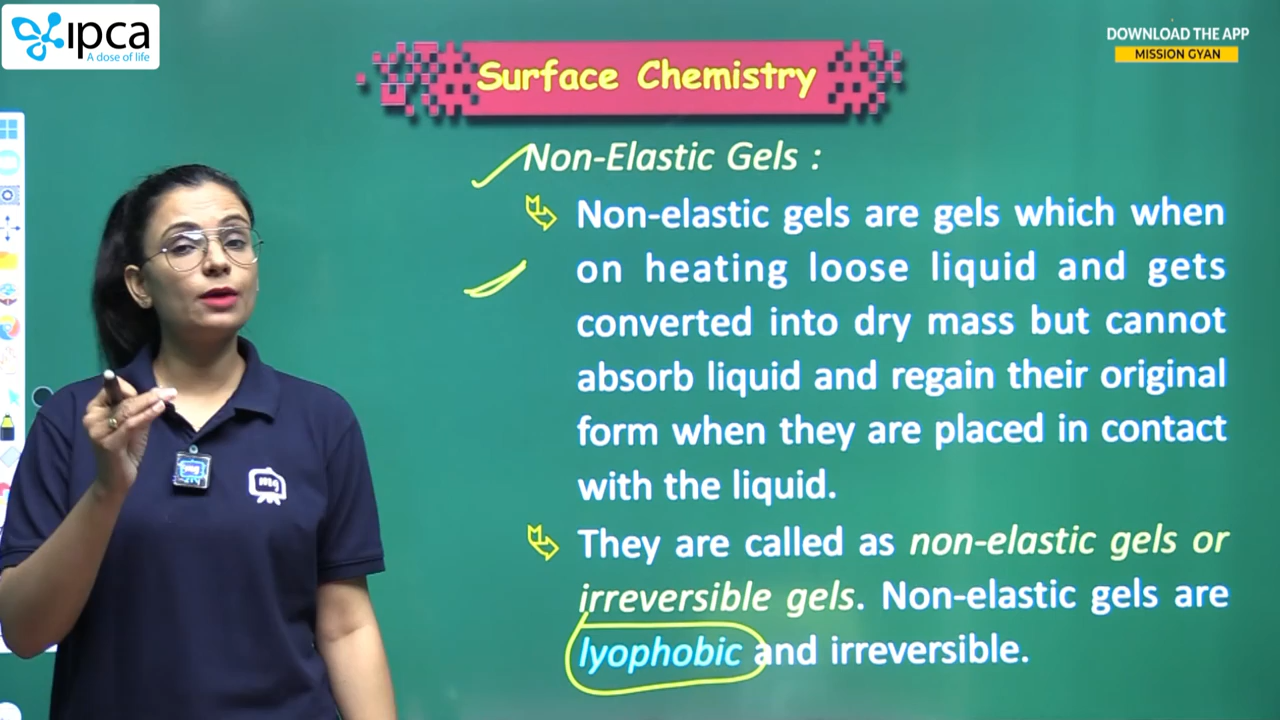 ipca
A dose of life
DOWNLOAD THE APP
MISSION GYAN
Surface Chemistry
Non-Elastic Gels :
Non-elastic gels are gels which when
on heating loose liquid and gets
converted into dry mass but cannot
absorb liquid and regain their original
form when they are placed in contact
with the liquid.
They are called as non-elastic gels or
irreversible gels. Non-elastic gels are
lyophobic and irreversible.